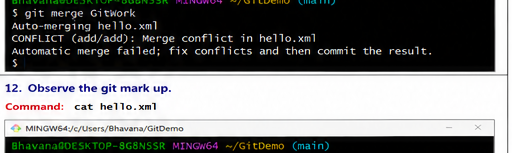 Bhavana@DESKTOP-8G8NSSR MINGW64 ~/GitDemo (main)
$ git merge GitWork
Auto-merging hello.xml
CONFLICT (add/add): Merge conflict in hello.xml
Automatic merge failed; fix conflicts and then commit the result.
$
12. Observe the git mark up.
Command: cat hello.xml
MINGW64:/c/Users/Bhavana/GitDemo
Bhavana@DESKTOP-8G8NSSR MINGW64 ~/GitDemo (main)